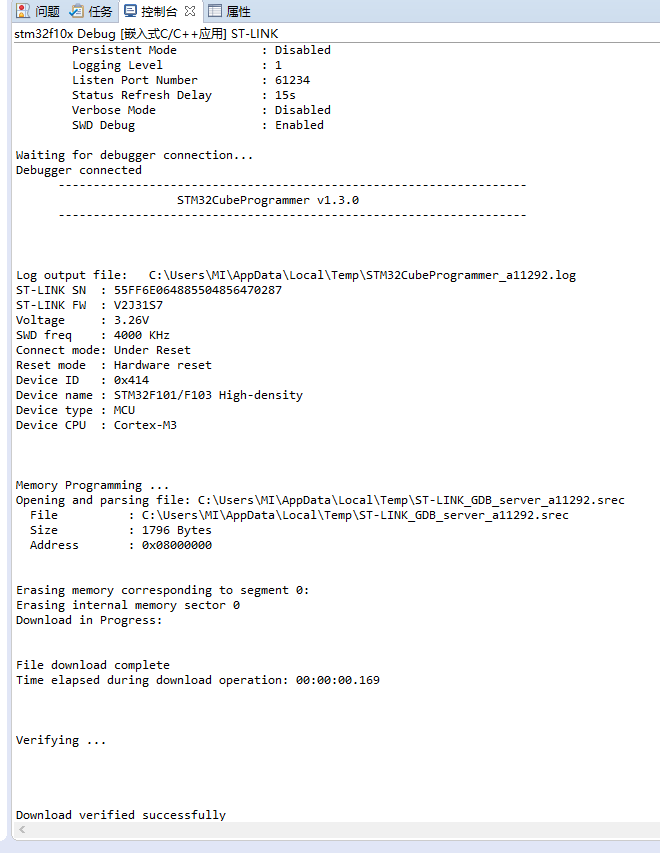 问题 任务 控制台 属性
stm32f10x Debug [嵌入式C/C++应用] ST-LINK
Persistent Mode : Disabled
Logging Level : 1
Listen Port Number : 61234
Status Refresh Delay : 15s
Verbose Mode : Disabled
SWD Debug : Enabled
Waiting for debugger connection...
Debugger connected
-------------------------------------------------------------------
STM32CubeProgrammer v1.3.0
-------------------------------------------------------------------
Log output file: C:\Users\MI\AppData\Local\Temp\STM32CubeProgrammer_a11292.log
ST-LINK SN : 55FF6E064885504856470287
ST-LINK FW : V2J31S7
Voltage : 3.26V
SWD freq : 4000 KHz
Connect mode: Under Reset
Reset mode : Hardware reset
Device ID : 0x414
Device name : STM32F101/F103 High-density
Device type : MCU
Device CPU : Cortex-M3
Memory Programming ...
Opening and parsing file: C:\Users\MI\AppData\Local\Temp\ST-LINK_GDB_server_a11292.srec
File : C:\Users\MI\AppData\Local\Temp\ST-LINK_GDB_server_a11292.srec
Size : 1796 Bytes
Address : 0x08000000
Erasing memory corresponding to segment 0:
Erasing internal memory sector 0
Download in Progress:
File download complete
Time elapsed during download operation: 00:00:00.169
Verifying ...
Download verified successfully